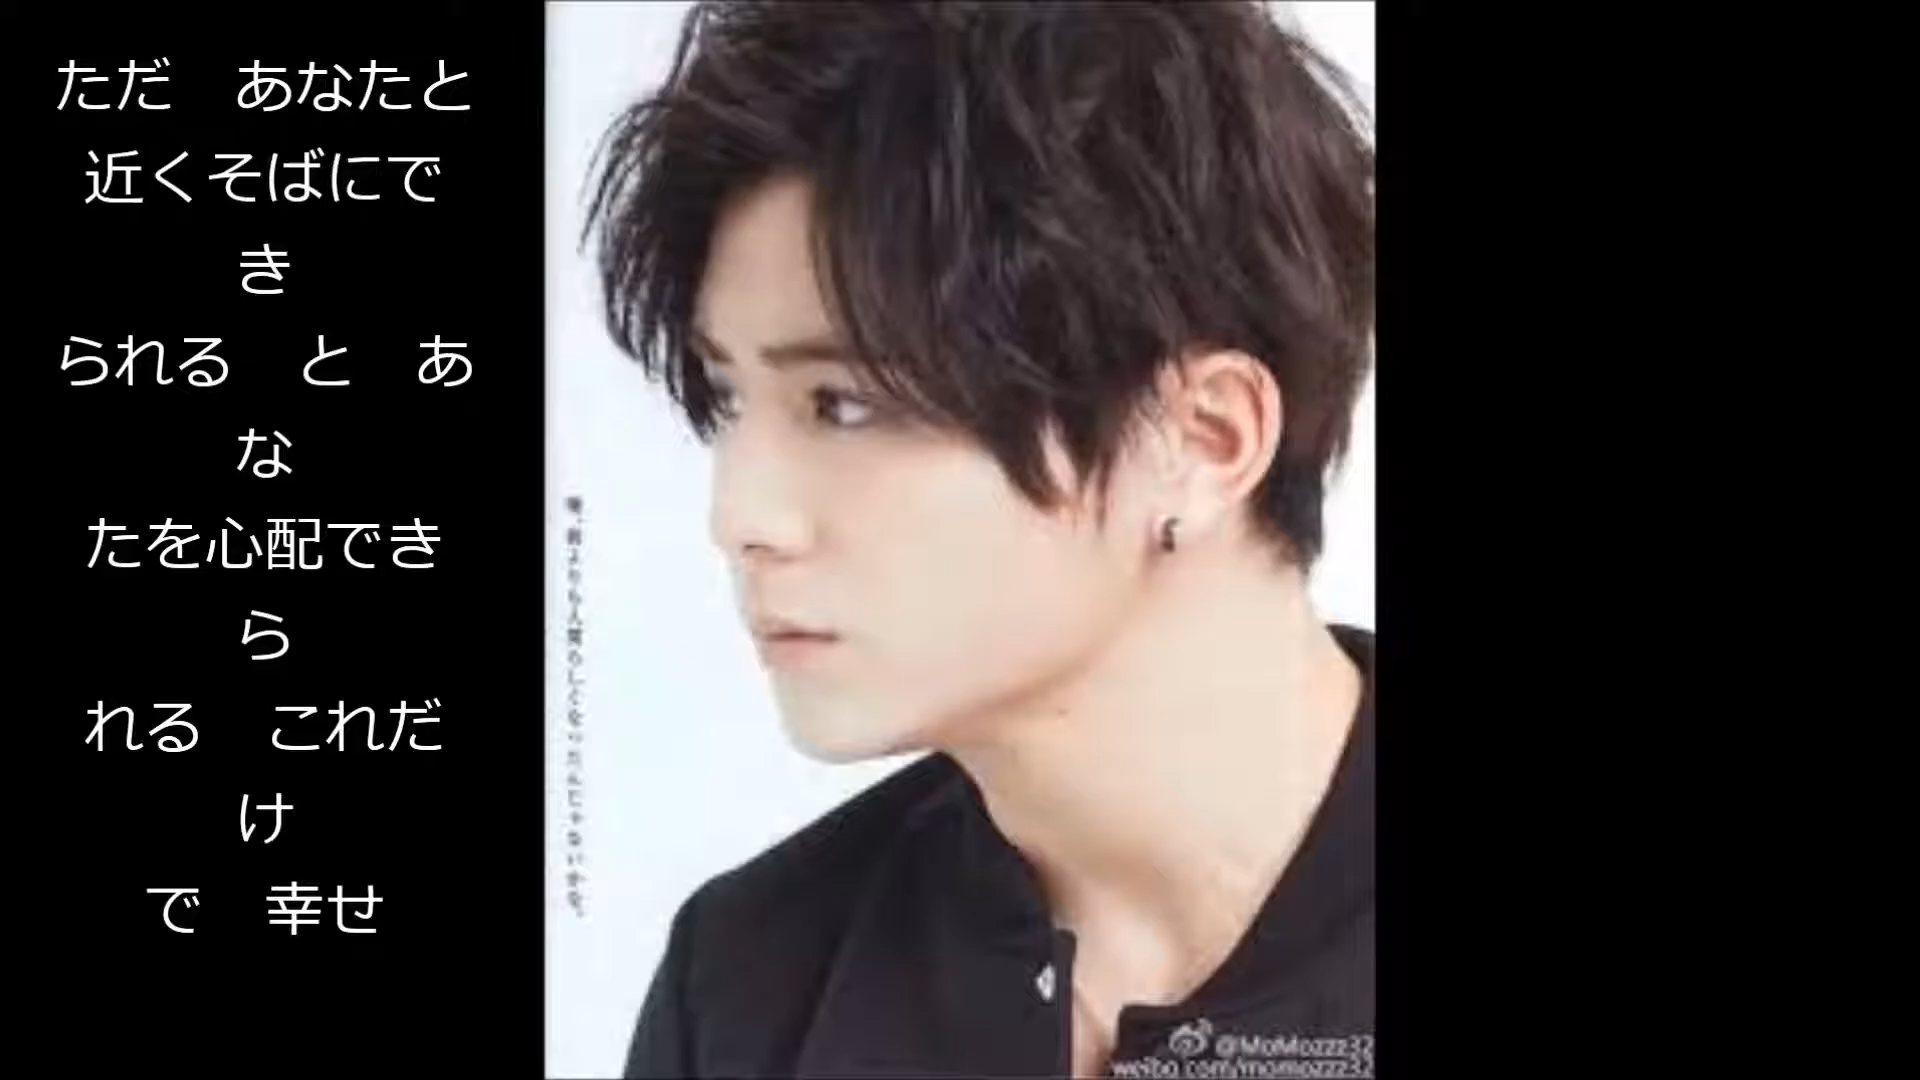 ただ　あなたと
近くそばにで
き
られる　と　あ
な
たを心配でき
ら
れる　これだ
け
で　幸せ
@MoMozzz32
weibo.com/momozzz32